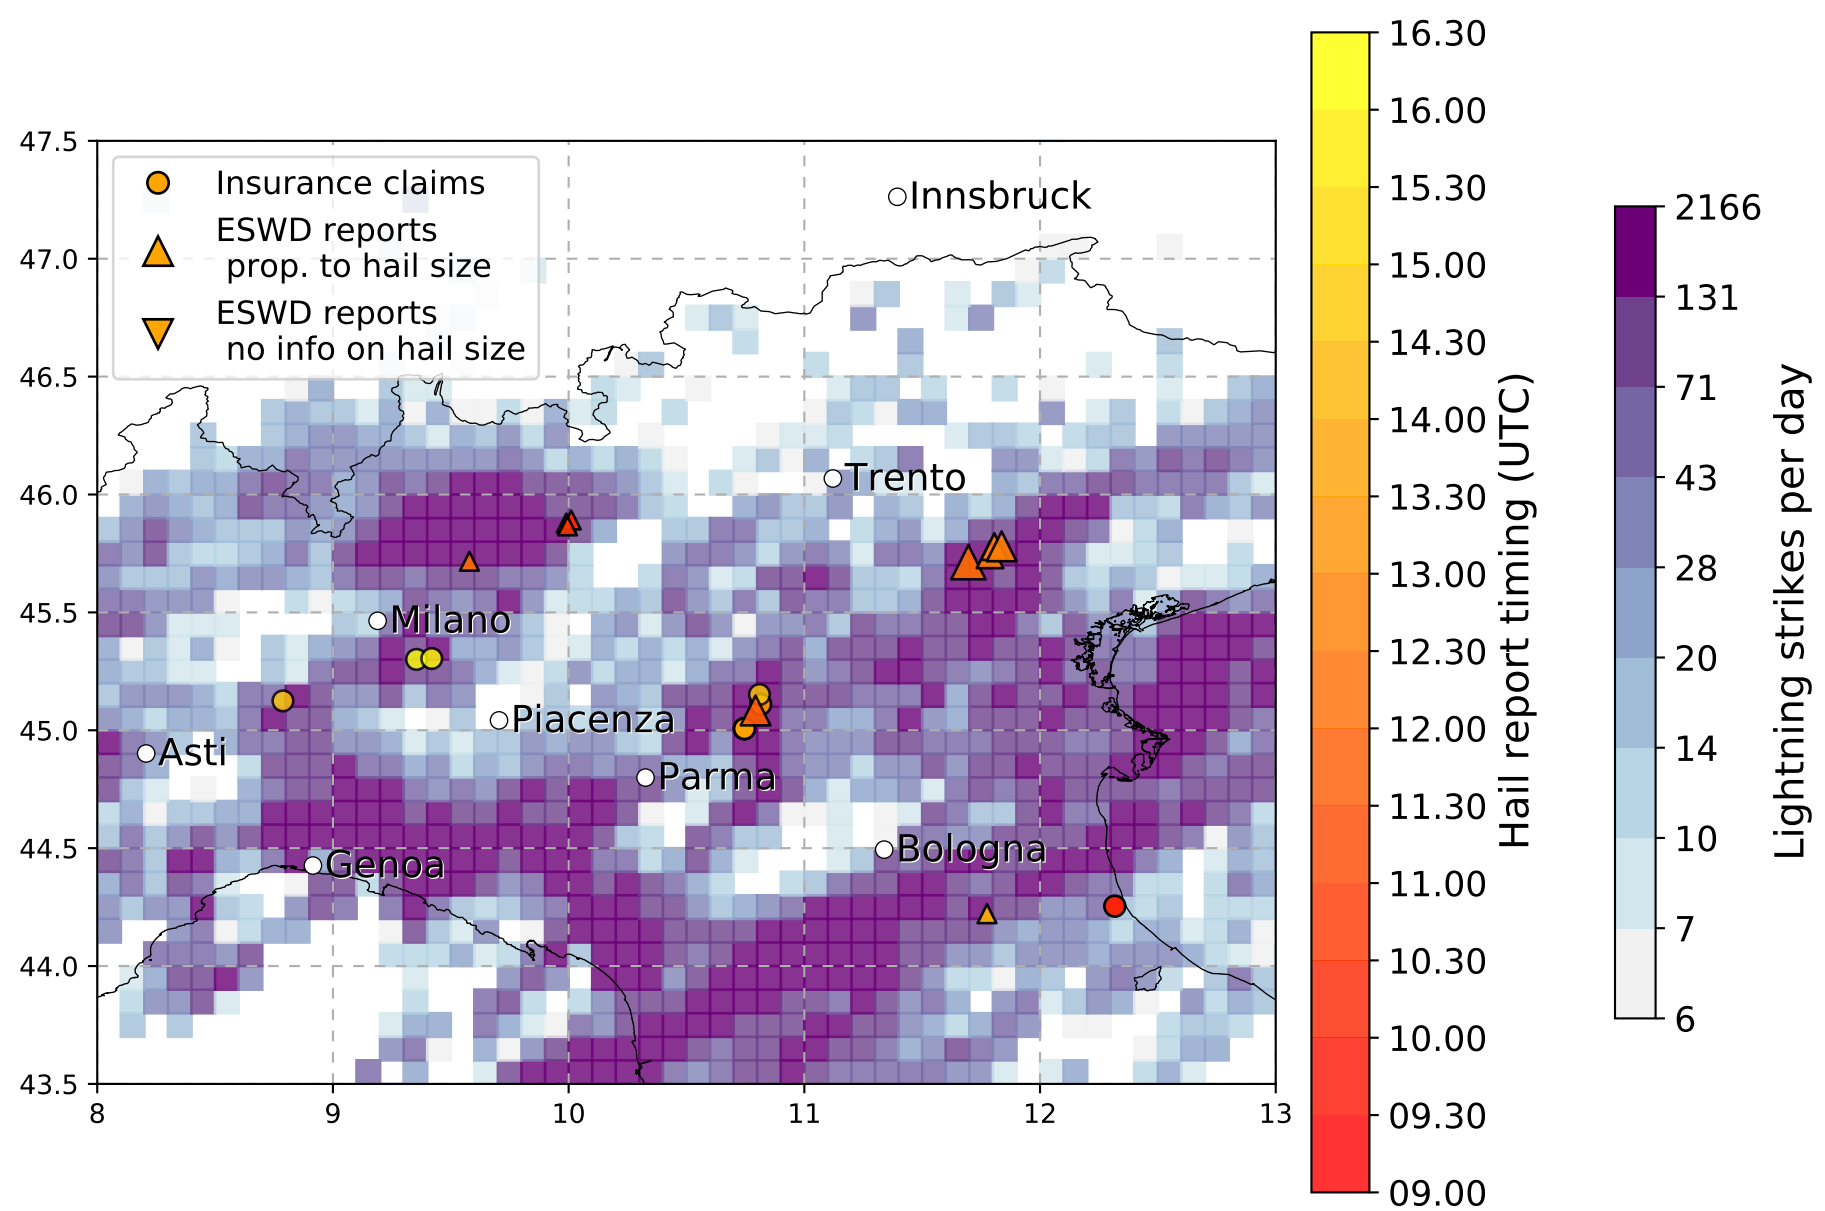 47.5
47.0
46.5
46.0
45.5
45.0
44.5
44.0
43.5
8
9
10
11
12
13
Insurance claims
ESWD reports
prop. to hail size
ESWD reports
no info on hail size
Innsbruck
Trento
Milano
Piacenza
Asti
Parma
Bologna
Genoa
16.30
16.00
15.30
15.00
14.30
14.00
13.30
13.00
12.30
12.00
11.30
11.00
10.30
10.00
09.30
09.00
Hail report timing (UTC)
2166
131
71
43
28
20
14
10
7
6
Lightning strikes per day